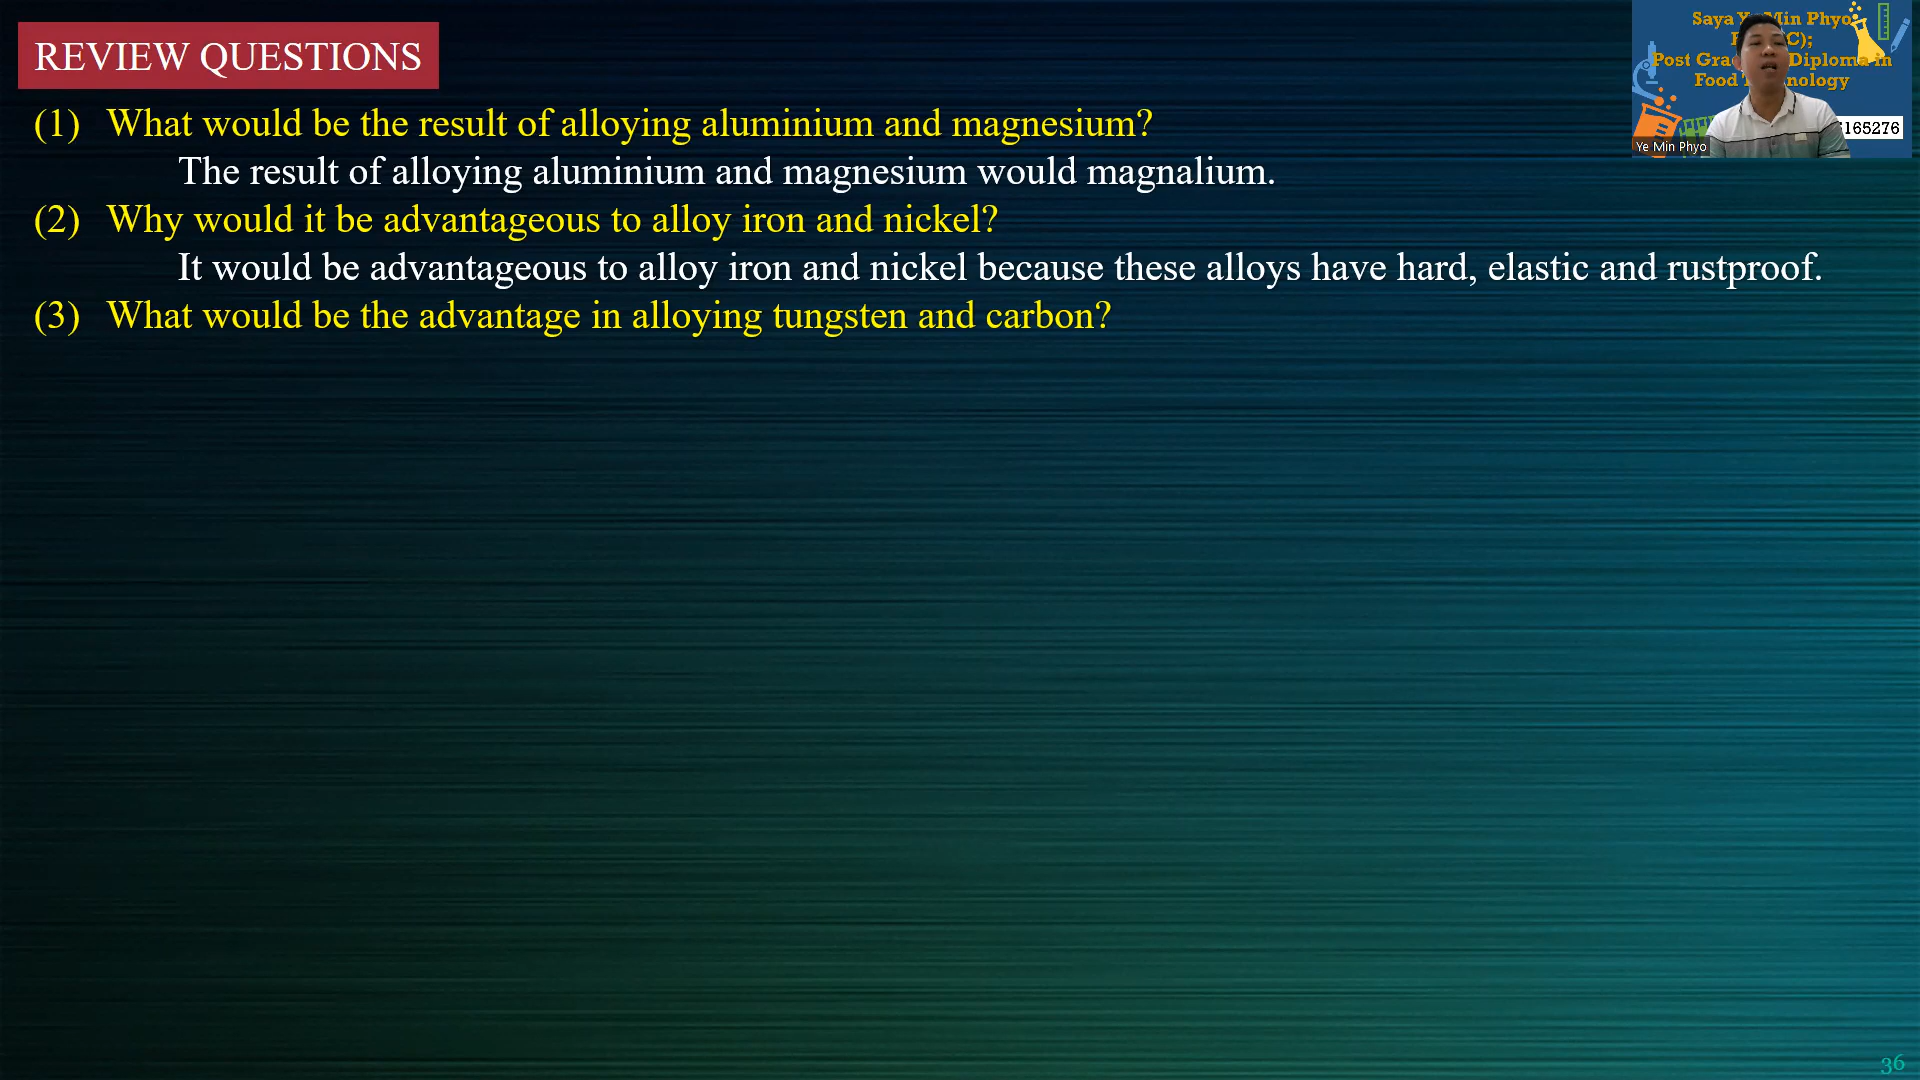 REVIEW QUESTIONS
(1) What would be the result of alloying aluminium and magnesium?
The result of alloying aluminium and magnesium would magnalium.
(2) Why would it be advantageous to alloy iron and nickel?
It would be advantageous to alloy iron and nickel because these alloys have hard, elastic and rustproof.
(3) What would be the advantage in alloying tungsten and carbon?
Saya Min Phyo
C);
Post Diploma in
Food
165276
Ye Min Phyo
36